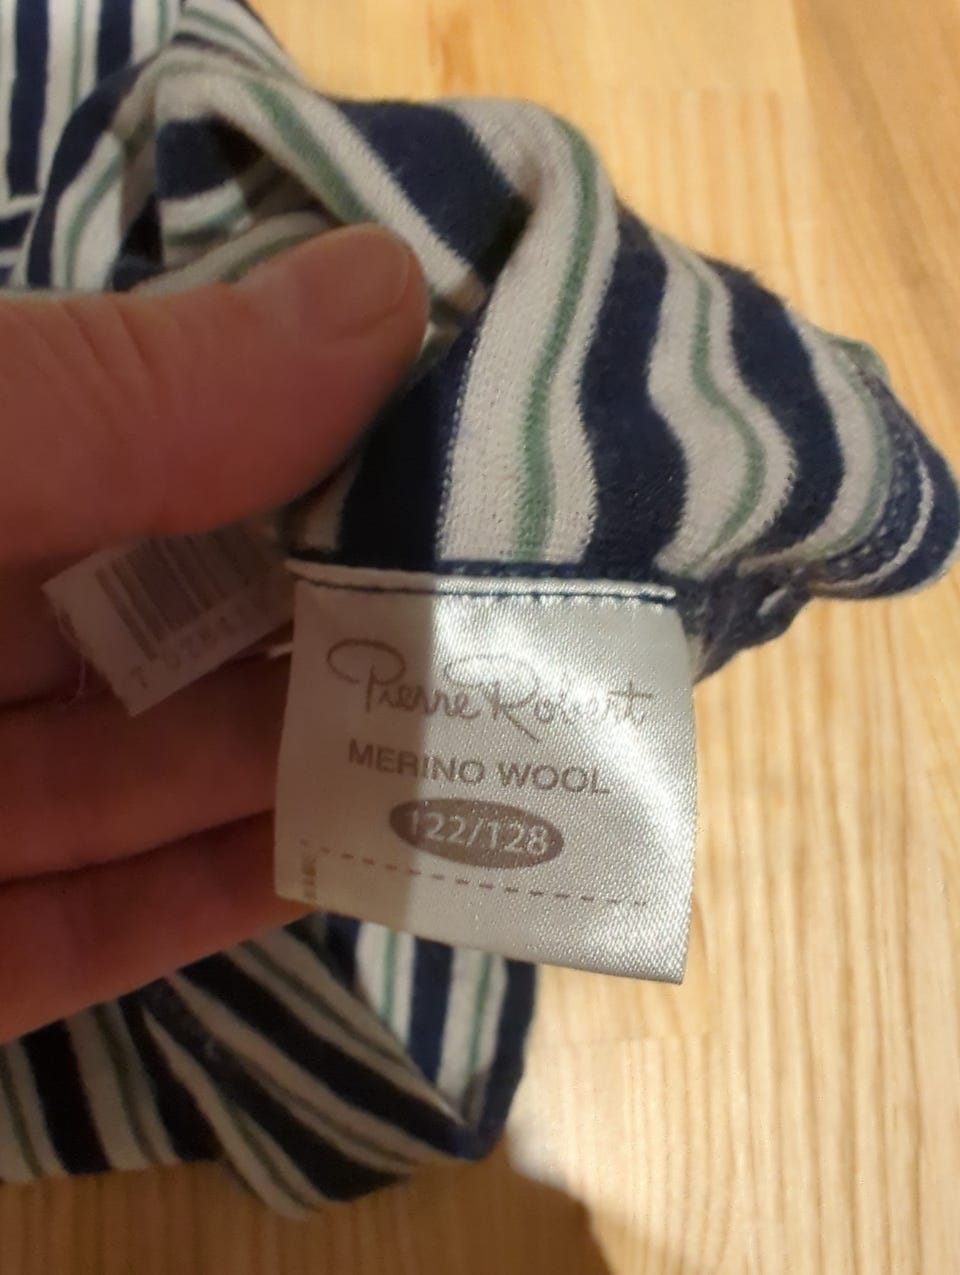 Pierre Robert
MERINO WOOL
122/128